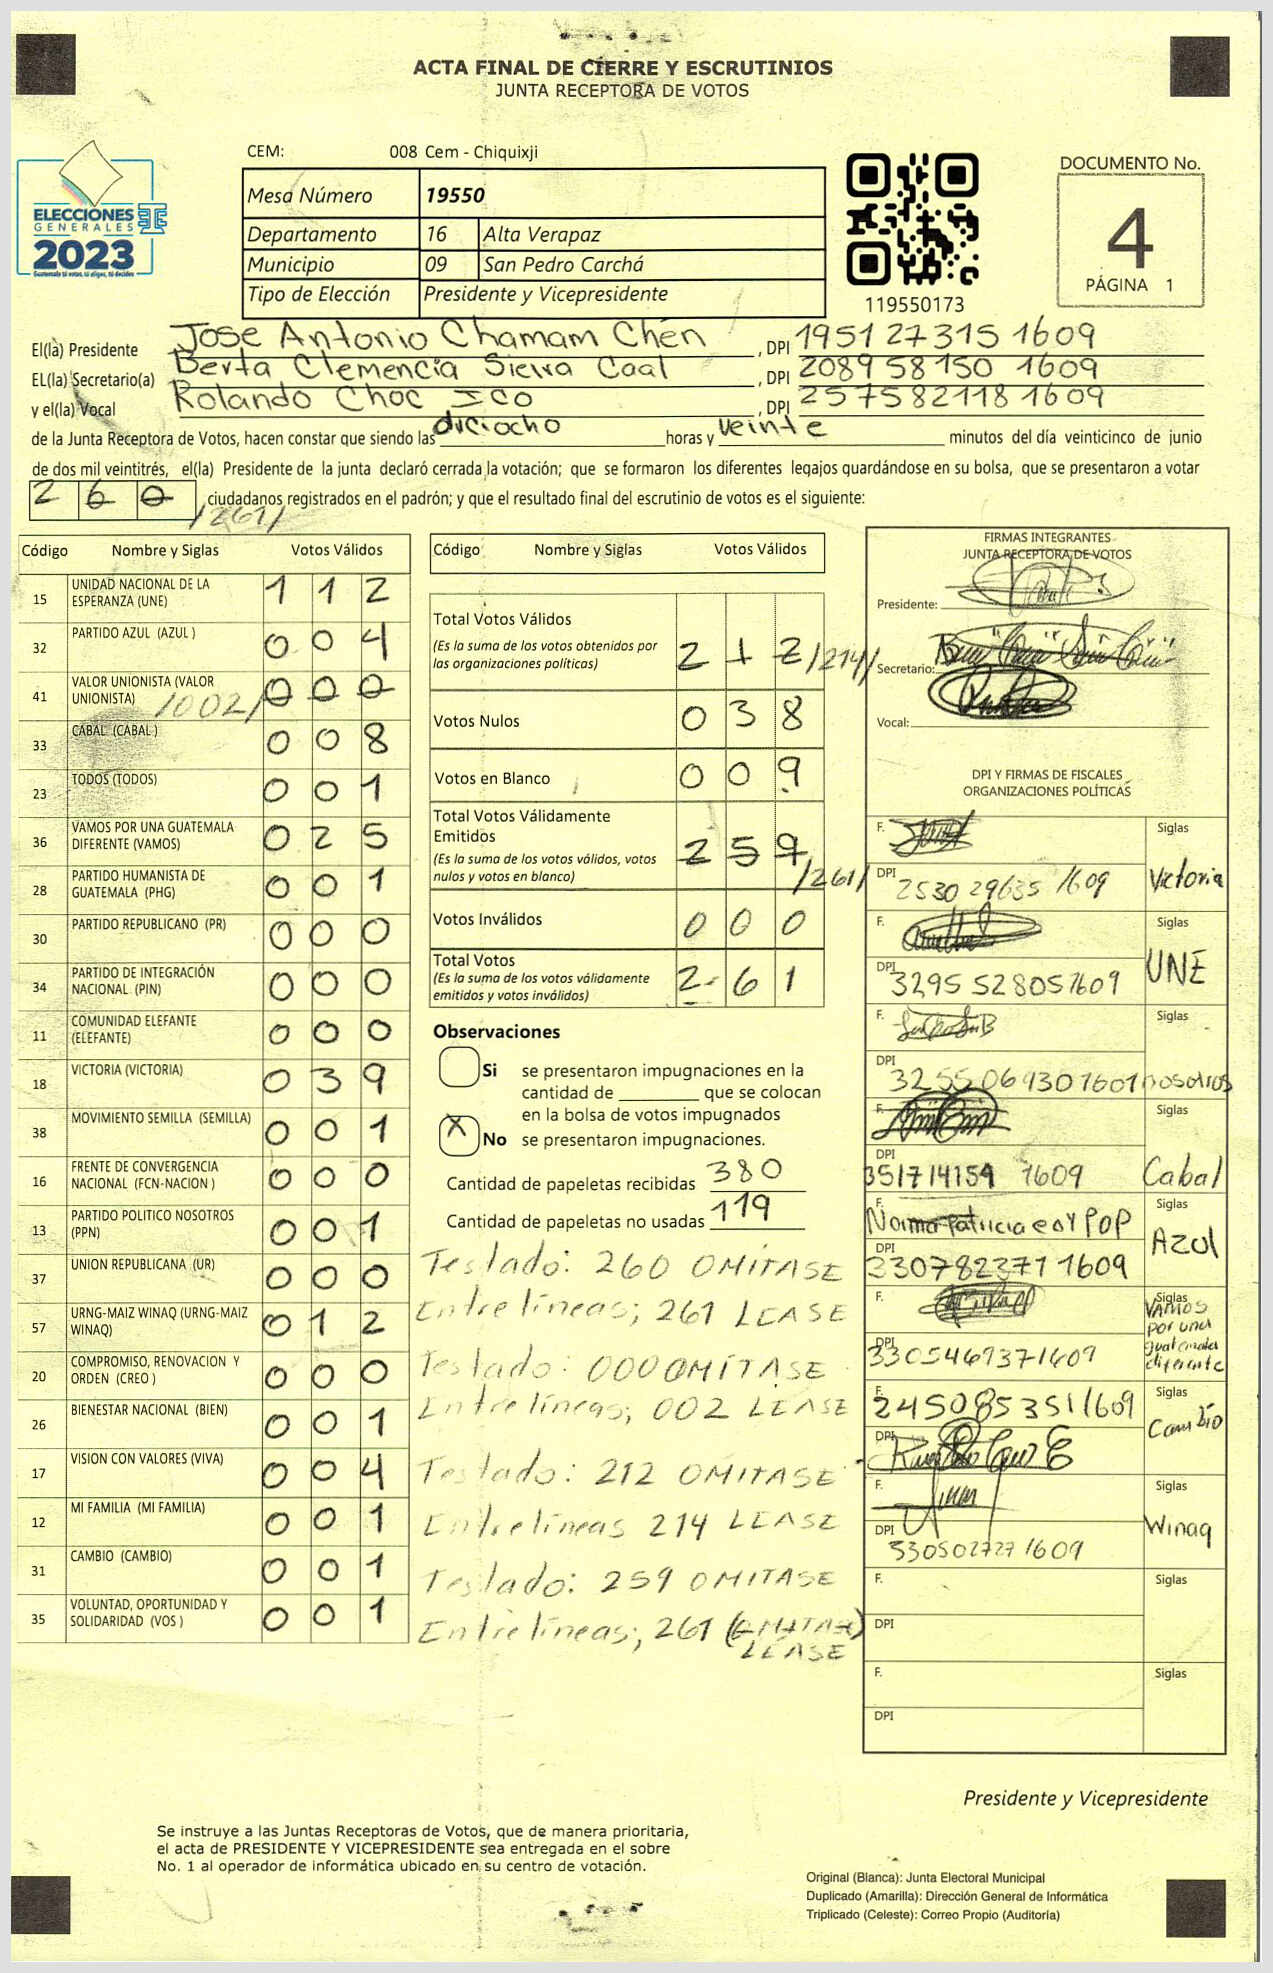 ACTA FINAL DE CIERRE Y ESCRUTINIOS
JUNTA RECEPTORA DE VOTOS
CEM: 008 Cem - Chiquixji
ELECCIONES
GENERALES
2023
Guatemala tú votas, tú eliges, tú decides
Mesa Número 19550
Departamento 16 Alta Verapaz
Municipio 09 San Pedro Carchá
Tipo de Elección Presidente y Vicepresidente
119550173
DOCUMENTO No.
4
PÁGINA 1
El(la) Presidente Jose Antonio Chamam Chén, DPI 195127315 1609
EL(la) Secretario(a) Berta Clemencia Sierra Caal, DPI 2089 58150 1609
y el(la) Vocal Rolando Choc Ico, DPI 257582118 1609
de la Junta Receptora de Votos, hacen constar que siendo las dieciocho horas y veinte minutos del día veinticinco de junio
de dos mil veintitrés, el(la) Presidente de la junta declaró cerrada la votación; que se formaron los diferentes legajos guardándose en su bolsa, que se presentaron a votar
2 6 0 ciudadanos registrados en el padrón; y que el resultado final del escrutinio de votos es el siguiente:
/261/
Código Nombre y Siglas Votos Válidos
15 UNIDAD NACIONAL DE LA ESPERANZA (UNE) 1 1 2
32 PARTIDO AZUL (AZUL ) 0 0 4
41 VALOR UNIONISTA (VALOR UNIONISTA) /002/ 0 0 0
33 CABAL (CABAL ) 0 0 8
23 TODOS (TODOS) 0 0 1
36 VAMOS POR UNA GUATEMALA DIFERENTE (VAMOS) 0 2 5
28 PARTIDO HUMANISTA DE GUATEMALA (PHG) 0 0 1
30 PARTIDO REPUBLICANO (PR) 0 0 0
34 PARTIDO DE INTEGRACIÓN NACIONAL (PIN) 0 0 0
11 COMUNIDAD ELEFANTE (ELEFANTE) 0 0 0
18 VICTORIA (VICTORIA) 0 3 9
38 MOVIMIENTO SEMILLA (SEMILLA) 0 0 1
16 FRENTE DE CONVERGENCIA NACIONAL (FCN-NACION ) 0 0 0
13 PARTIDO POLITICO NOSOTROS (PPN) 0 0 1
37 UNION REPUBLICANA (UR) 0 0 0
57 URNG-MAIZ WINAQ (URNG-MAIZ WINAQ) 0 1 2
20 COMPROMISO, RENOVACION Y ORDEN (CREO ) 0 0 0
26 BIENESTAR NACIONAL (BIEN) 0 0 1
17 VISION CON VALORES (VIVA) 0 0 4
12 MI FAMILIA (MI FAMILIA) 0 0 1
31 CAMBIO (CAMBIO) 0 0 1
35 VOLUNTAD, OPORTUNIDAD Y SOLIDARIDAD (VOS ) 0 0 1
Código Nombre y Siglas Votos Válidos
Total Votos Válidos
(Es la suma de los votos obtenidos por
las organizaciones políticas) 2 1 2 /214/
Votos Nulos 0 3 8
Votos en Blanco 0 0 9
Total Votos Válidamente
Emitidos
(Es la suma de los votos válidos, votos
nulos y votos en blanco) 2 5 9 /261/
Votos Inválidos 0 0 0
Total Votos
(Es la suma de los votos válidamente
emitidos y votos inválidos) 2 6 1
Observaciones
Si se presentaron impugnaciones en la
cantidad de ________ que se colocan
en la bolsa de votos impugnados
X No se presentaron impugnaciones.
Cantidad de papeletas recibidas 380
Cantidad de papeletas no usadas 119
Testado: 260 OMITASE
Entre líneas; 261 LEASE
Testado: 000 OMÍTASE
Entre líneas; 002 LEASE
Testado: 212 OMITASE
Entre líneas 214 LEASE
Testado: 259 OMITASE
Entre líneas; 261 (OMITASE)
LEASE
FIRMAS INTEGRANTES
JUNTA RECEPTORA DE VOTOS
Presidente:
Secretario:
Vocal:
DPI Y FIRMAS DE FISCALES
ORGANIZACIONES POLÍTICAS
F. Siglas
DPI 2530 29635 1609 Victoria
F. Siglas
DPI 3295 52805 1609 UNE
F. Siglas
DPI 32550693 01601 nosotros
F. Siglas
DPI 351714159 1609 Cabal
F. Norma Patricia coy POP Siglas
DPI 330782371 1609 Azul
F. Siglas
DPI 3305469371609 VAMOS por una guatemala diferente
F. 245085351 1609 Siglas
DPI Cambio
F. Siglas
DPI 330502727 1609 Winaq
F. Siglas
DPI
F. Siglas
DPI
Presidente y Vicepresidente
Se instruye a las Juntas Receptoras de Votos, que de manera prioritaria,
el acta de PRESIDENTE Y VICEPRESIDENTE sea entregada en el sobre
No. 1 al operador de informática ubicado en su centro de votación.
Original (Blanca): Junta Electoral Municipal
Duplicado (Amarilla): Dirección General de Informática
Triplicado (Celeste): Correo Propio (Auditoría)